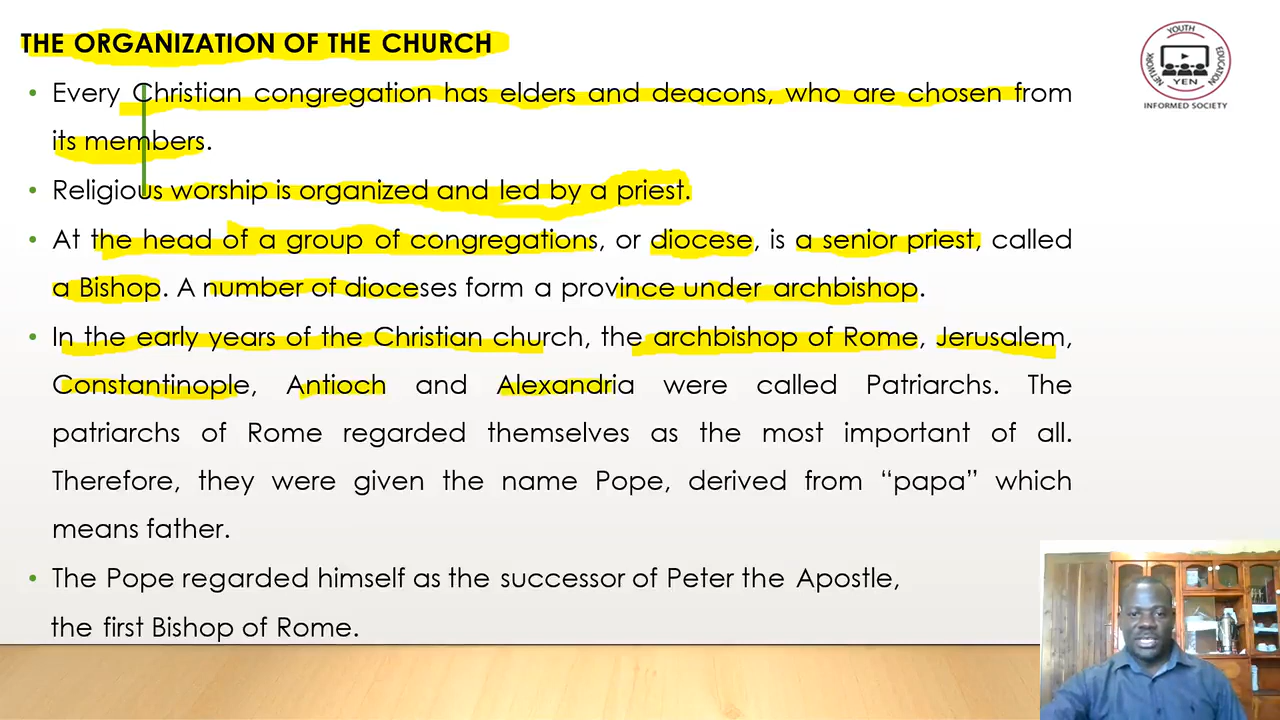 THE ORGANIZATION OF THE CHURCH
• Every Christian congregation has elders and deacons, who are chosen from
its members.
• Religious worship is organized and led by a priest.
• At the head of a group of congregations, or diocese, is a senior priest, called
a Bishop. A number of dioceses form a province under archbishop.
• In the early years of the Christian church, the archbishop of Rome, Jerusalem,
Constantinople, Antioch and Alexandria were called Patriarchs. The
patriarchs of Rome regarded themselves as the most important of all.
Therefore, they were given the name Pope, derived from “papa” which
means father.
• The Pope regarded himself as the successor of Peter the Apostle,
the first Bishop of Rome.
YOUTH
EDUCATION
NETWORK
YEN
INFORMED SOCIETY